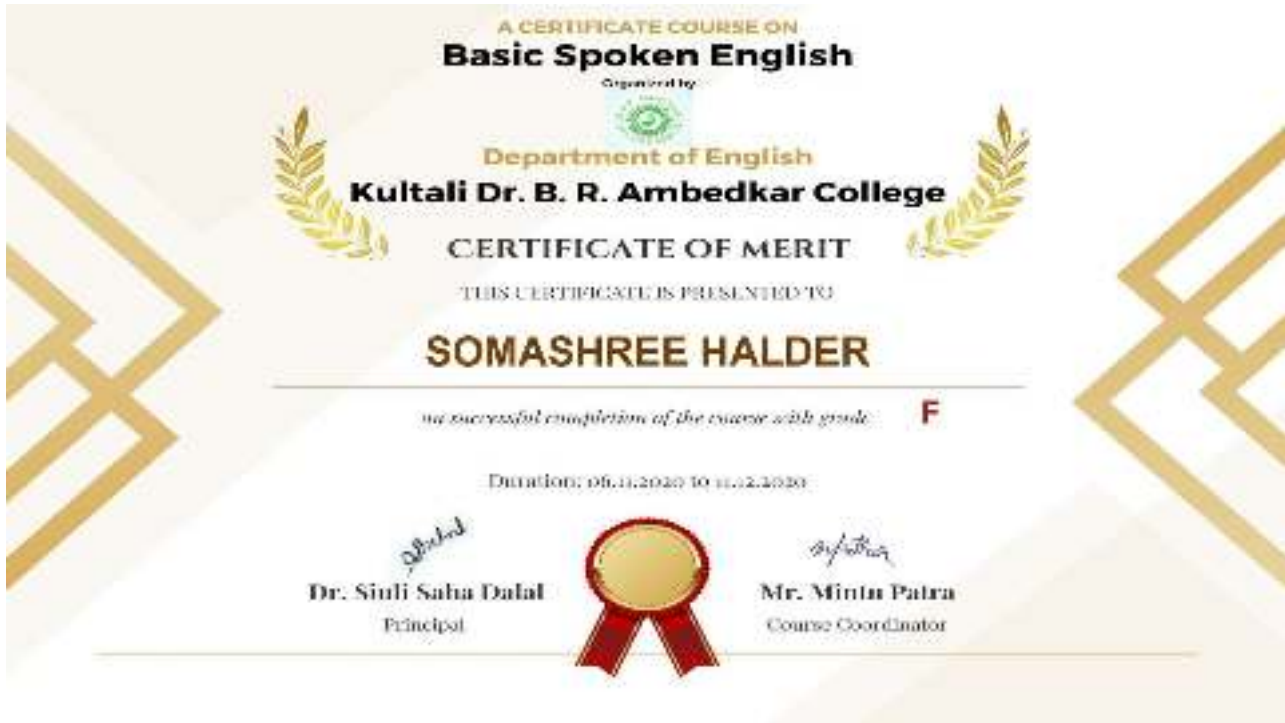 A CERTIFICATE COURSE ON
Basic Spoken English
Organized by
Department of English
Kultali Dr. B. R. Ambedkar College
CERTIFICATE OF MERIT
THIS CERTIFICATE IS PRESENTED TO
SOMASHREE HALDER
on successful completion of the course with grade F
Duration: 06.11.2020 to 11.12.2020
Dr. Siuli Saha Dalal Mr. Mintu Patra
Principal Course Coordinator